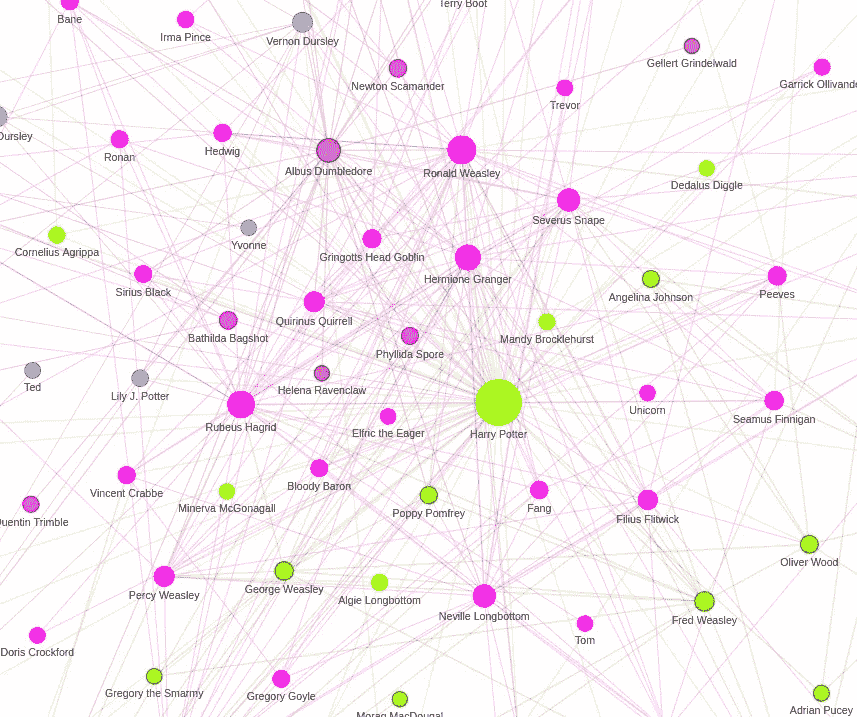 Terry Boot
Bane
Irma Pince
Vernon Dursley
Gellert Grindelwald
Newton Scamander
Garrick Ollivande
Trevor
Dursley
Ronan
Hedwig
Albus Dumbledore
Ronald Weasley
Dedalus Diggle
Severus Snape
Yvonne
Cornelius Agrippa
Gringotts Head Goblin
Hermione Granger
Sirius Black
Angelina Johnson
Peeves
Quirinus Quirrell
Bathilda Bagshot
Mandy Brocklehurst
Phyllida Spore
Ted
Lily J. Potter
Helena Ravenclaw
Unicorn
Seamus Finnigan
Rubeus Hagrid
Elfric the Eager
Harry Potter
Vincent Crabbe
Bloody Baron
Minerva McGonagall
Poppy Pomfrey
Fang
Filius Flitwick
Quentin Trimble
Oliver Wood
Percy Weasley
George Weasley
Algie Longbottom
Neville Longbottom
Fred Weasley
Tom
Doris Crockford
Gregory the Smarmy
Gregory Goyle
Morag MacDougal
Adrian Pucey